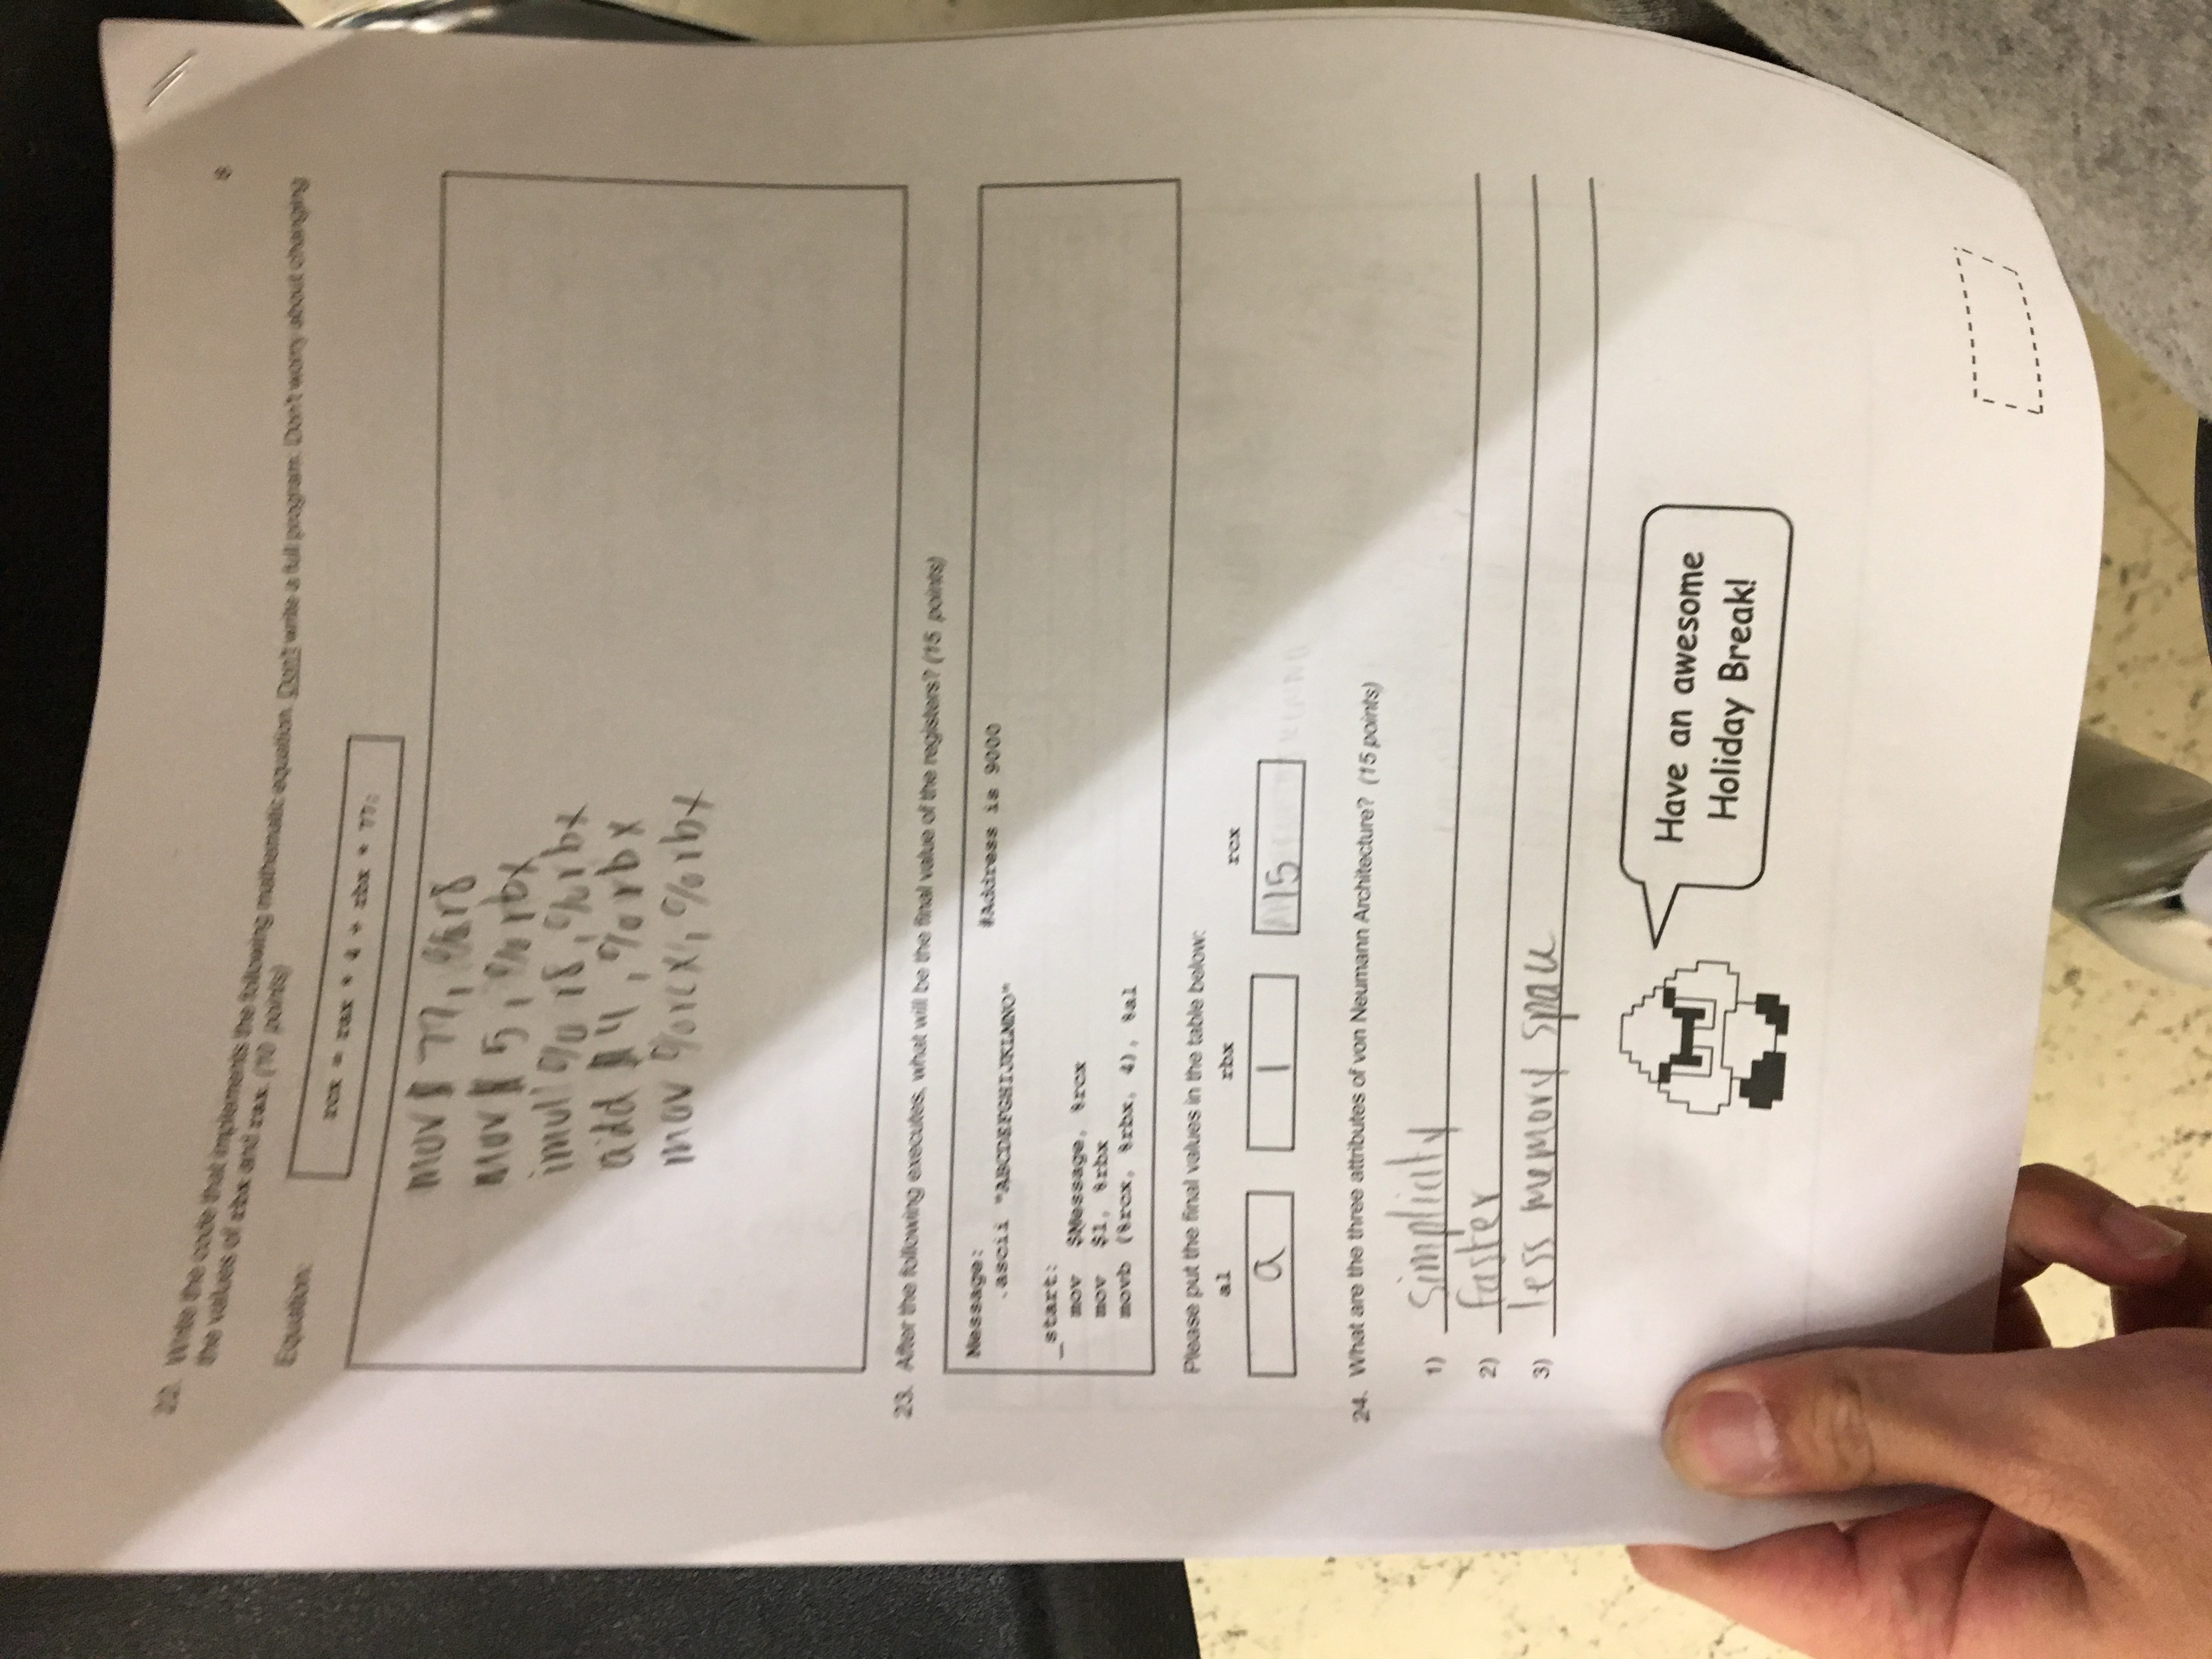 8
22. Write the code that implements the following mathematic equation. Don't write a full program. Don't worry about changing
the values of rbx and rax. (10 points)
Equation:
rcx = rax * 4 + rbx * 77;
mov $ 77, %r8
mov $ 5, %rbx
imull %r8, %rbx
add $4, %rbx
mov %rcx, %rbx
23. After the following executes, what will be the final value of the registers? (15 points)
Message: #Address is 9000
.ascii "ABCDEFGHIJKLMNO"
_start:
mov $Message, %rcx
mov $1, %rbx
movb (%rcx, %rbx, 4), %al
Please put the final values in the table below:
al rbx rcx
a 1 15
24. What are the three attributes of von Neumann Architecture? (15 points)
1) simplicity
2) faster
3) less memory space
Have an awesome
Holiday Break!